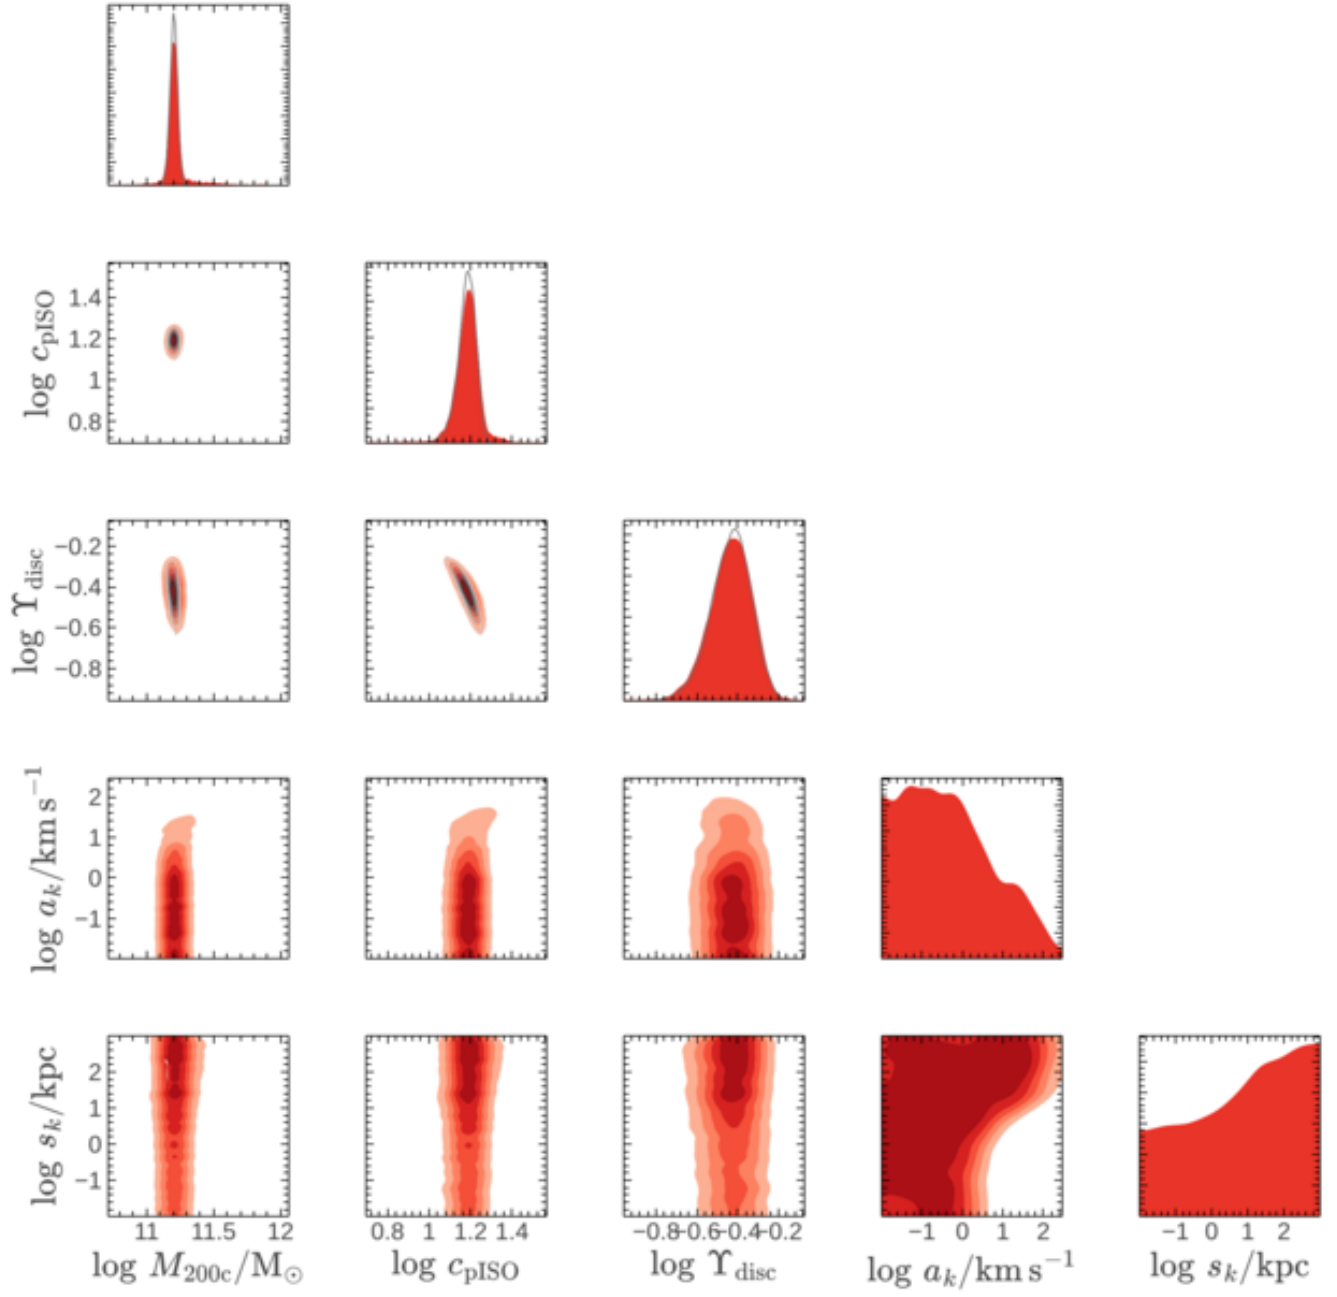 log c_pISO
1.4
1.2
1
0.8
log ϒ_disc
−0.2
−0.4
−0.6
−0.8
log a_k/km s⁻¹
2
1
0
−1
log s_k/kpc
2
1
0
−1
11 11.5 12
0.8 1 1.2 1.4
−0.8 −0.6 −0.4 −0.2
−1 0 1 2
−1 0 1 2
log M_200c/M_⊙
log c_pISO
log ϒ_disc
log a_k/km s⁻¹
log s_k/kpc